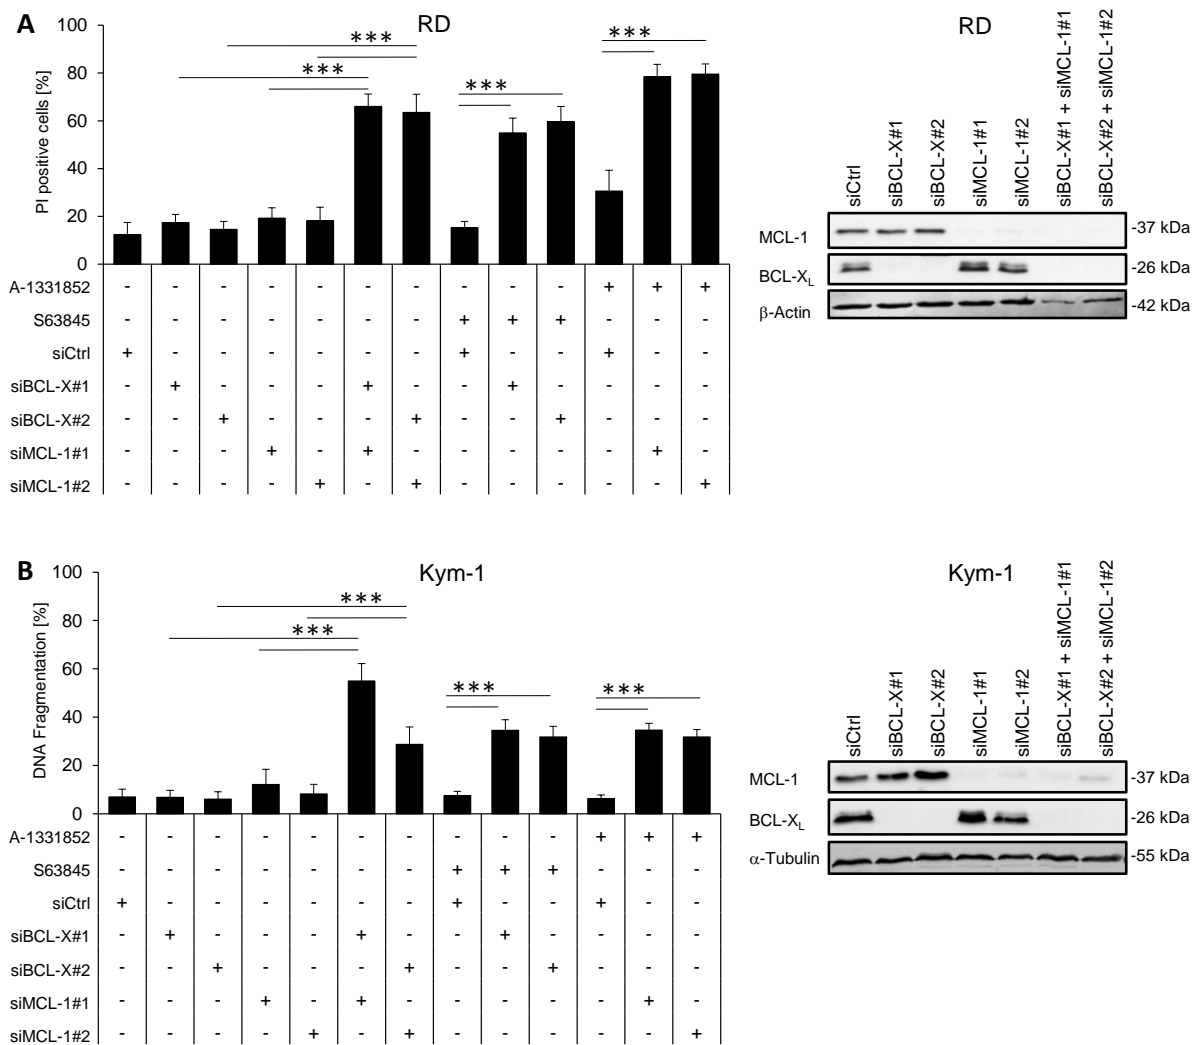 A
RD
PI positive cells [%]
100
80
60
40
20
0
***
***
***
***
A-1331852 - - - - - - - - - - + + +
S63845 - - - - - - - + + + - - -
siCtrl + - - - - - - + - - + - -
siBCL-X#1 - + - - - + - - + - - - -
siBCL-X#2 - - + - - - + - - + - - -
siMCL-1#1 - - - + - + - - - - - + -
siMCL-1#2 - - - - + - + - - - - - +
RD
siCtrl
siBCL-X#1
siBCL-X#2
siMCL-1#1
siMCL-1#2
siBCL-X#1 + siMCL-1#1
siBCL-X#2 + siMCL-1#2
MCL-1 -37 kDa
BCL-XL -26 kDa
β-Actin -42 kDa
B
Kym-1
DNA Fragmentation [%]
100
80
60
40
20
0
***
***
***
***
A-1331852 - - - - - - - - - - + + +
S63845 - - - - - - - + + + - - -
siCtrl + - - - - - - + - - + - -
siBCL-X#1 - + - - - + - - + - - - -
siBCL-X#2 - - + - - - + - - + - - -
siMCL-1#1 - - - + - + - - - - - + -
siMCL-1#2 - - - - + - + - - - - - +
Kym-1
siCtrl
siBCL-X#1
siBCL-X#2
siMCL-1#1
siMCL-1#2
siBCL-X#1 + siMCL-1#1
siBCL-X#2 + siMCL-1#2
MCL-1 -37 kDa
BCL-XL -26 kDa
α-Tubulin -55 kDa